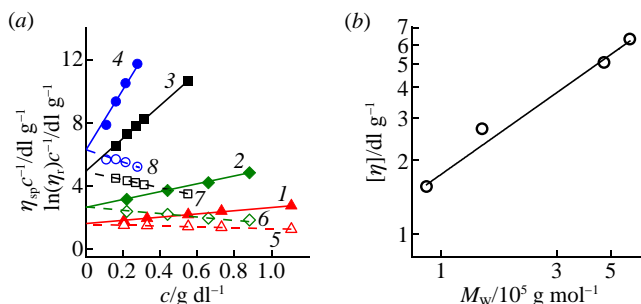 (a)
12
8
4
0
η_sp c⁻¹/dl g⁻¹
ln(η_r)c⁻¹/dl g⁻¹
4
3
2
1
8
7
6
5
0 0.2 0.4 0.6 0.8 1.0
c/g dl⁻¹
(b)
7
6
5
4
3
2
1
[η]/dl g⁻¹
1 3 5
M_W/10⁵ g mol⁻¹